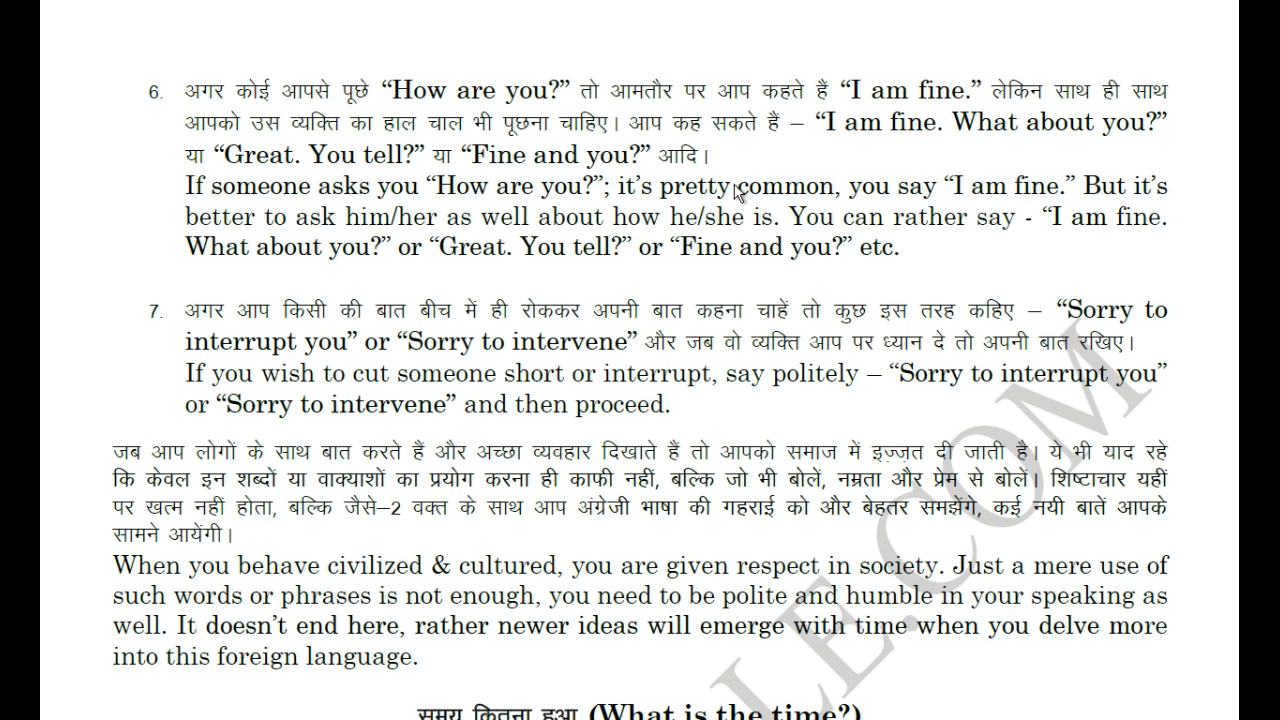 6. अगर कोई आपसे पूछे “How are you?” तो आमतौर पर आप कहते हैं “I am fine.” लेकिन साथ ही साथ
आपको उस व्यक्ति का हाल चाल भी पूछना चाहिए। आप कह सकते हैं – “I am fine. What about you?”
या “Great. You tell?” या “Fine and you?” आदि।
If someone asks you “How are you?”; it’s pretty common, you say “I am fine.” But it’s
better to ask him/her as well about how he/she is. You can rather say - “I am fine.
What about you?” or “Great. You tell?” or “Fine and you?” etc.
7. अगर आप किसी की बात बीच में ही रोककर अपनी बात कहना चाहें तो कुछ इस तरह कहिए – “Sorry to
interrupt you” or “Sorry to intervene” और जब वो व्यक्ति आप पर ध्यान दे तो अपनी बात रखिए।
If you wish to cut someone short or interrupt, say politely – “Sorry to interrupt you”
or “Sorry to intervene” and then proceed.
जब आप लोगों के साथ बात करते हैं और अच्छा व्यवहार दिखाते हैं तो आपको समाज में इज़्ज़त दी जाती है। ये भी याद रहे
कि केवल इन शब्दों या वाक्याशों का प्रयोग करना ही काफी नहीं, बल्कि जो भी बोलें, नम्रता और प्रेम से बोलें। शिष्टाचार यहीं
पर खत्म नहीं होता, बल्कि जैसे–2 वक्त के साथ आप अंग्रेजी भाषा की गहराई को और बेहतर समझेंगे, कई नयी बातें आपके
सामने आयेंगी।
When you behave civilized & cultured, you are given respect in society. Just a mere use of
such words or phrases is not enough, you need to be polite and humble in your speaking as
well. It doesn’t end here, rather newer ideas will emerge with time when you delve more
into this foreign language.
समय कितना हुआ (What is the time?)
LE.COM